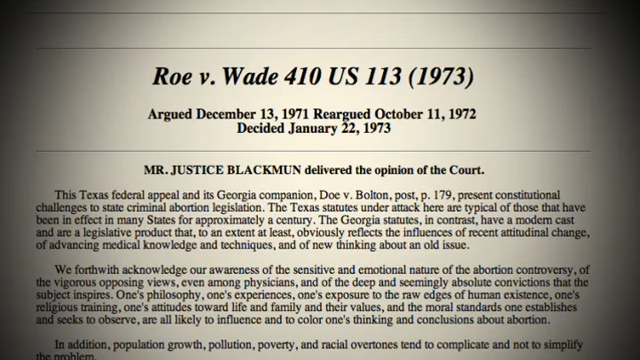 Roe v. Wade 410 US 113 (1973)
Argued December 13, 1971 Reargued October 11, 1972
Decided January 22, 1973
MR. JUSTICE BLACKMUN delivered the opinion of the Court.
This Texas federal appeal and its Georgia companion, Doe v. Bolton, post, p. 179, present constitutional
challenges to state criminal abortion legislation. The Texas statutes under attack here are typical of those that have
been in effect in many States for approximately a century. The Georgia statutes, in contrast, have a modern cast
and are a legislative product that, to an extent at least, obviously reflects the influences of recent attitudinal change,
of advancing medical knowledge and techniques, and of new thinking about an old issue.
We forthwith acknowledge our awareness of the sensitive and emotional nature of the abortion controversy, of
the vigorous opposing views, even among physicians, and of the deep and seemingly absolute convictions that the
subject inspires. One's philosophy, one's experiences, one's exposure to the raw edges of human existence, one's
religious training, one's attitudes toward life and family and their values, and the moral standards one establishes
and seeks to observe, are all likely to influence and to color one's thinking and conclusions about abortion.
In addition, population growth, pollution, poverty, and racial overtones tend to complicate and not to simplify
the problem.